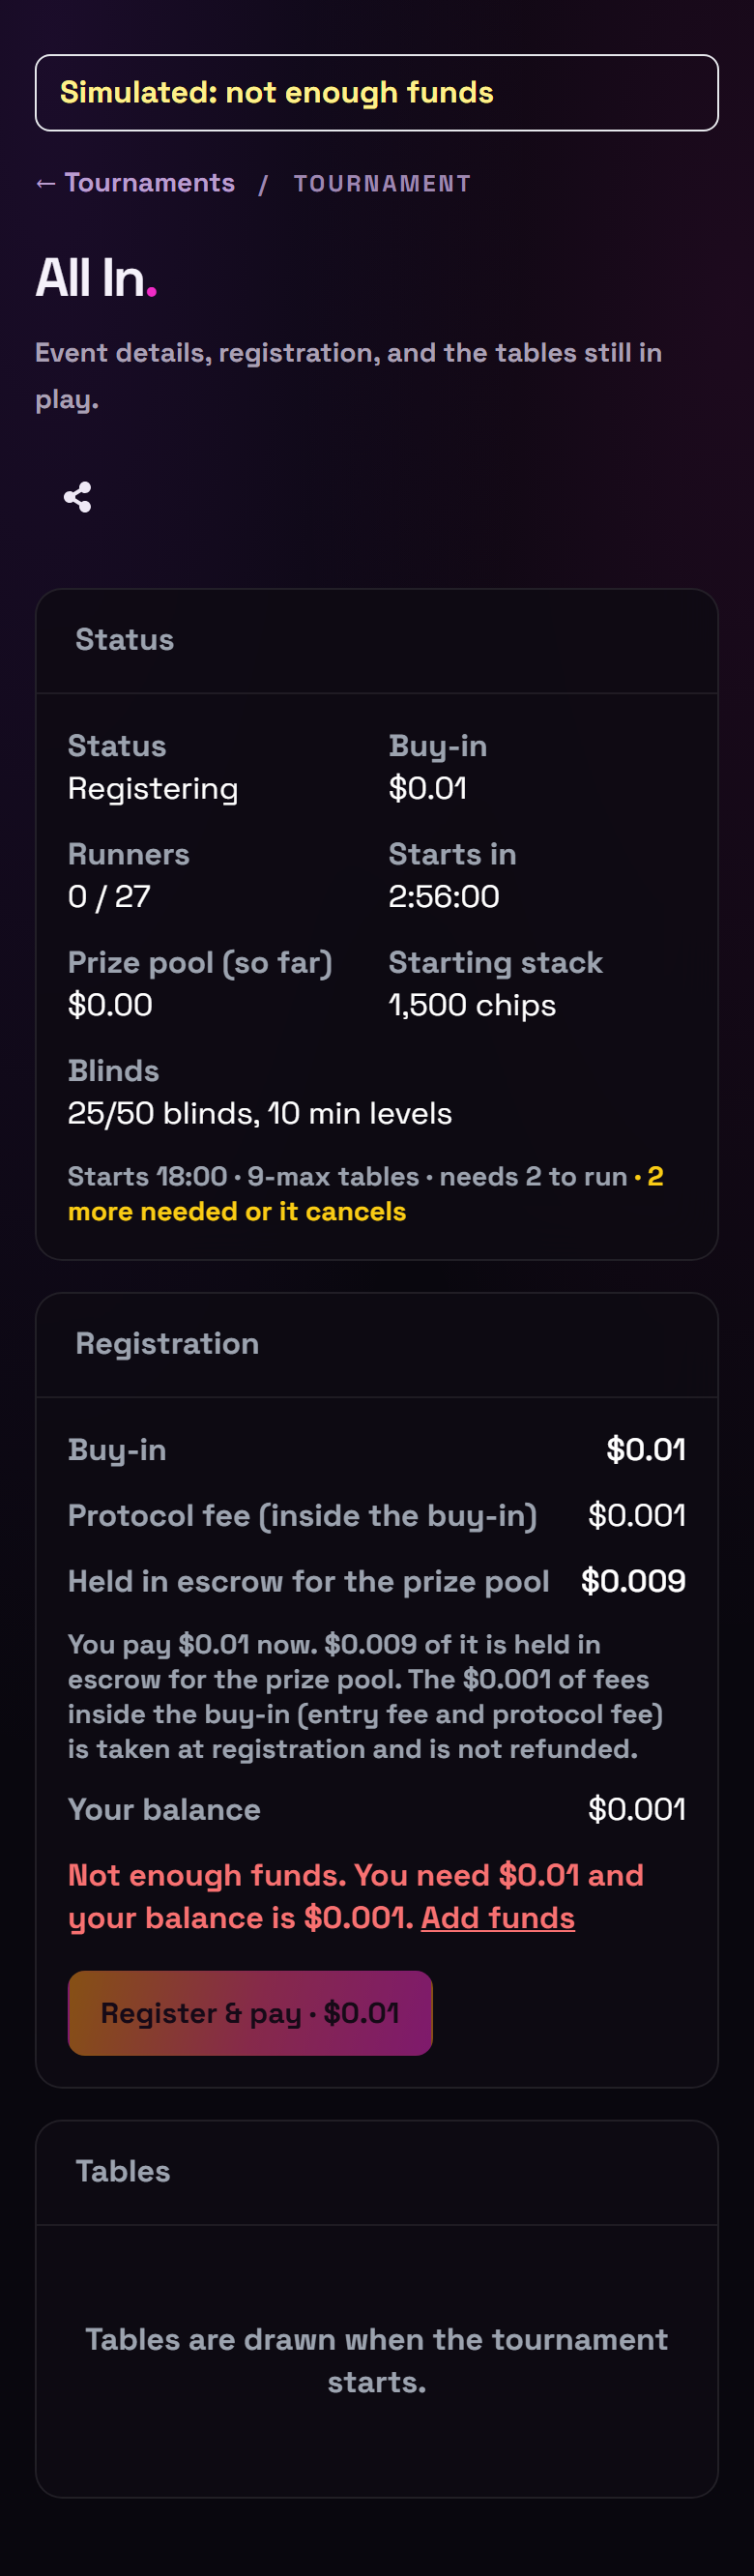 Simulated: not enough funds
← Tournaments / TOURNAMENT
All In.
Event details, registration, and the tables still in
play.
Status
Status Buy-in
Registering $0.01
Runners Starts in
0 / 27 2:56:00
Prize pool (so far) Starting stack
$0.00 1,500 chips
Blinds
25/50 blinds, 10 min levels
Starts 18:00 · 9-max tables · needs 2 to run · 2
more needed or it cancels
Registration
Buy-in $0.01
Protocol fee (inside the buy-in) $0.001
Held in escrow for the prize pool $0.009
You pay $0.01 now. $0.009 of it is held in
escrow for the prize pool. The $0.001 of fees
inside the buy-in (entry fee and protocol fee)
is taken at registration and is not refunded.
Your balance $0.001
Not enough funds. You need $0.01 and
your balance is $0.001. Add funds
Register & pay · $0.01
Tables
Tables are drawn when the tournament
starts.